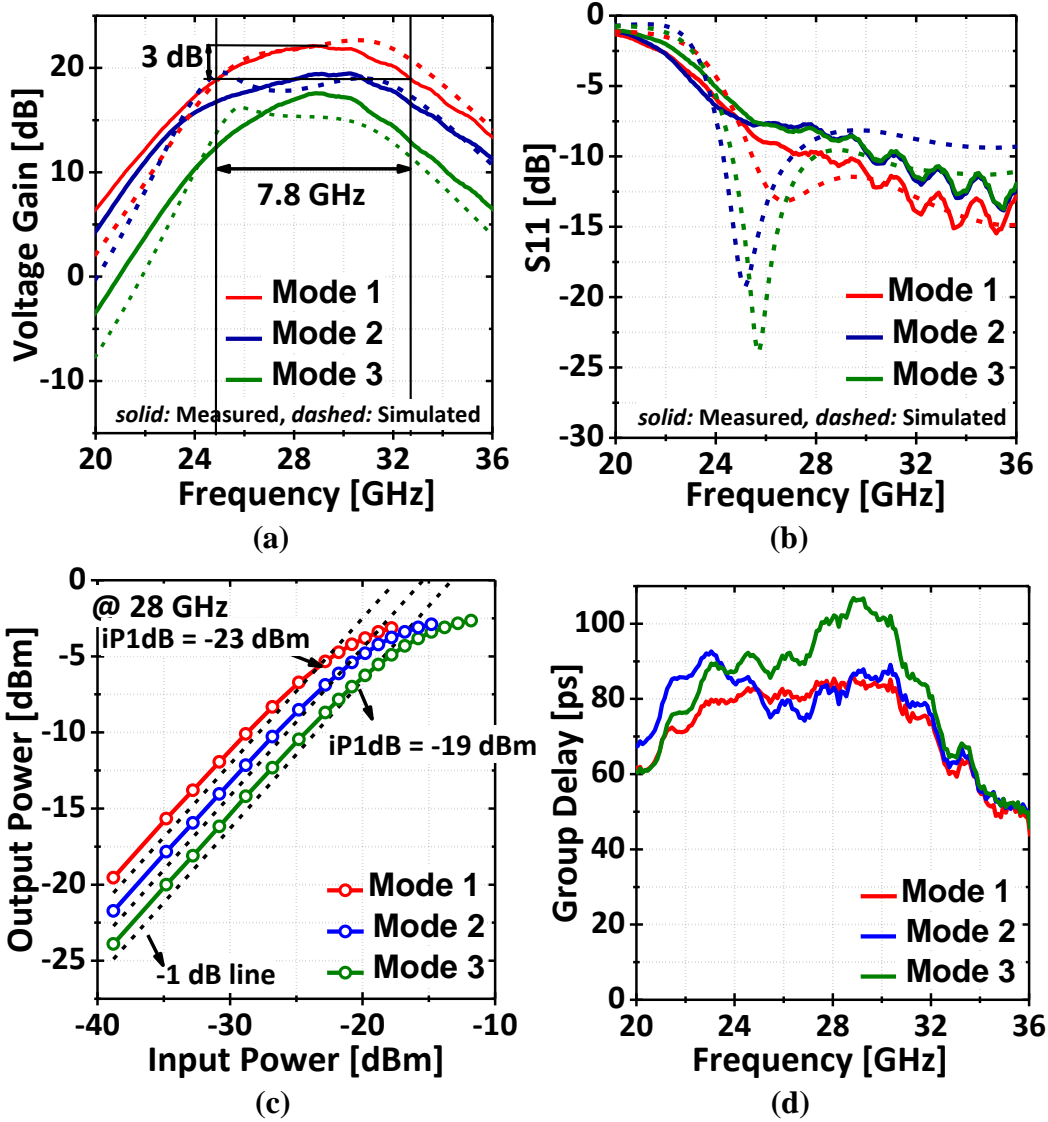 Voltage Gain [dB]
20
10
0
-10
3 dB
7.8 GHz
Mode 1
Mode 2
Mode 3
solid: Measured, dashed: Simulated
20 24 28 32 36
Frequency [GHz]
(a)
S11 [dB]
0
-5
-10
-15
-20
-25
-30
Mode 1
Mode 2
Mode 3
solid: Measured, dashed: Simulated
20 24 28 32 36
Frequency [GHz]
(b)
Output Power [dBm]
0
-5
-10
-15
-20
-25
@ 28 GHz
iP1dB = -23 dBm
iP1dB = -19 dBm
Mode 1
Mode 2
Mode 3
-1 dB line
-40 -30 -20 -10
Input Power [dBm]
(c)
Group Delay [ps]
100
80
60
40
20
0
Mode 1
Mode 2
Mode 3
20 24 28 32 36
Frequency [GHz]
(d)